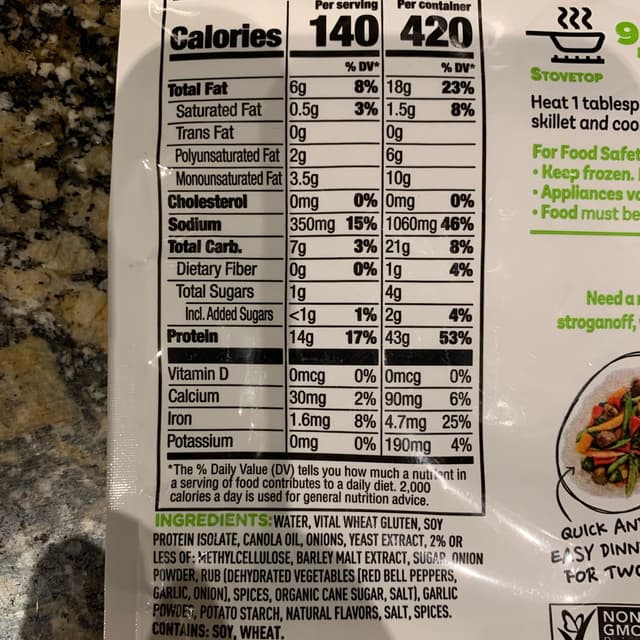 Per serving Per container
Calories 140 420
% DV* % DV*
Total Fat 6g 8% 18g 23%
Saturated Fat 0.5g 3% 1.5g 8%
Trans Fat 0g 0g
Polyunsaturated Fat 2g 6g
Monounsaturated Fat 3.5g 10g
Cholesterol 0mg 0% 0mg 0%
Sodium 350mg 15% 1060mg 46%
Total Carb. 7g 3% 21g 8%
Dietary Fiber 0g 0% 1g 4%
Total Sugars 1g 4g
Incl. Added Sugars <1g 1% 2g 4%
Protein 14g 17% 43g 53%
Vitamin D 0mcg 0% 0mcg 0%
Calcium 30mg 2% 90mg 6%
Iron 1.6mg 8% 4.7mg 25%
Potassium 0mg 0% 190mg 4%
*The % Daily Value (DV) tells you how much a nutrient in
a serving of food contributes to a daily diet. 2,000
calories a day is used for general nutrition advice.
INGREDIENTS: WATER, VITAL WHEAT GLUTEN, SOY
PROTEIN ISOLATE, CANOLA OIL, ONIONS, YEAST EXTRACT, 2% OR
LESS OF: METHYLCELLULOSE, BARLEY MALT EXTRACT, SUGAR, ONION
POWDER, RUB (DEHYDRATED VEGETABLES [RED BELL PEPPERS,
GARLIC, ONION], SPICES, ORGANIC CANE SUGAR, SALT), GARLIC
POWDER, POTATO STARCH, NATURAL FLAVORS, SALT, SPICES.
CONTAINS: SOY, WHEAT.
9
STOVETOP
Heat 1 tablesp
skillet and coo
For Food Safet
• Keep frozen.
• Appliances va
• Food must be
Need a
stroganoff,
QUICK AN
EASY DINN
FOR TWO
NON
GMO